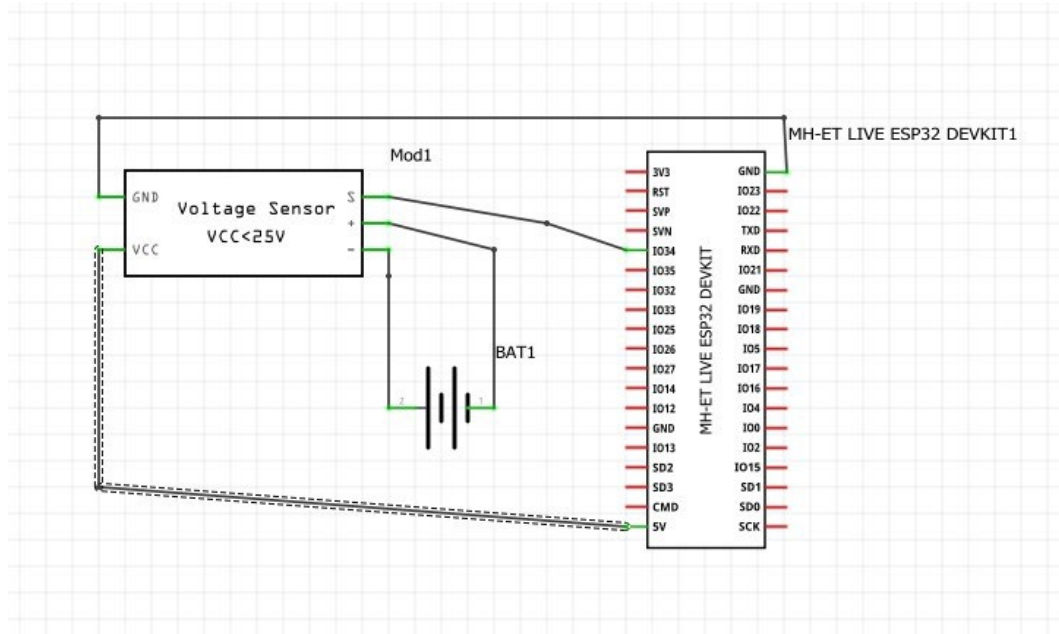 MH-ET LIVE ESP32 DEVKIT1
Mod1
GND
VCC
Voltage Sensor
VCC<25V
S
+
-
BAT1
2
1
MH-ET LIVE ESP32 DEVKIT
3V3
RST
SVP
SVN
IO34
IO35
IO32
IO33
IO25
IO26
IO27
IO14
IO12
GND
IO13
SD2
SD3
CMD
5V
GND
IO23
IO22
TXD
RXD
IO21
GND
IO19
IO18
IO5
IO17
IO16
IO4
IO0
IO2
IO15
SD1
SD0
SCK